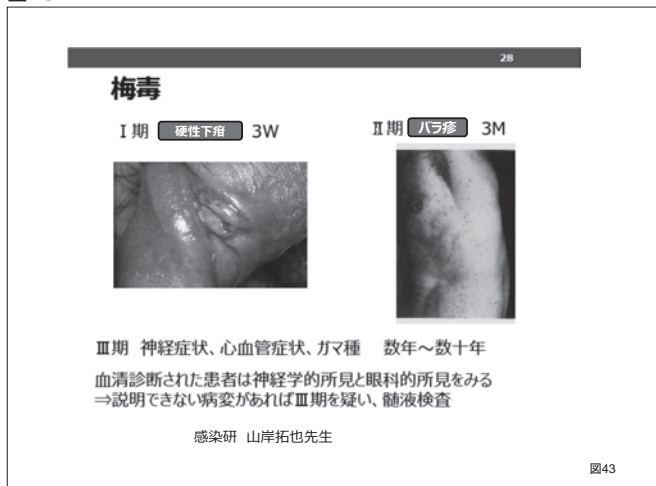 28
梅毒
Ⅰ期 硬性下疳 3W
Ⅱ期 バラ疹 3M
Ⅲ期 神経症状、心血管症状、ガマ種 数年～数十年
血清診断された患者は神経学的所見と眼科的所見をみる
⇒説明できない病変があればⅢ期を疑い、髄液検査
感染研 山岸拓也先生
図43